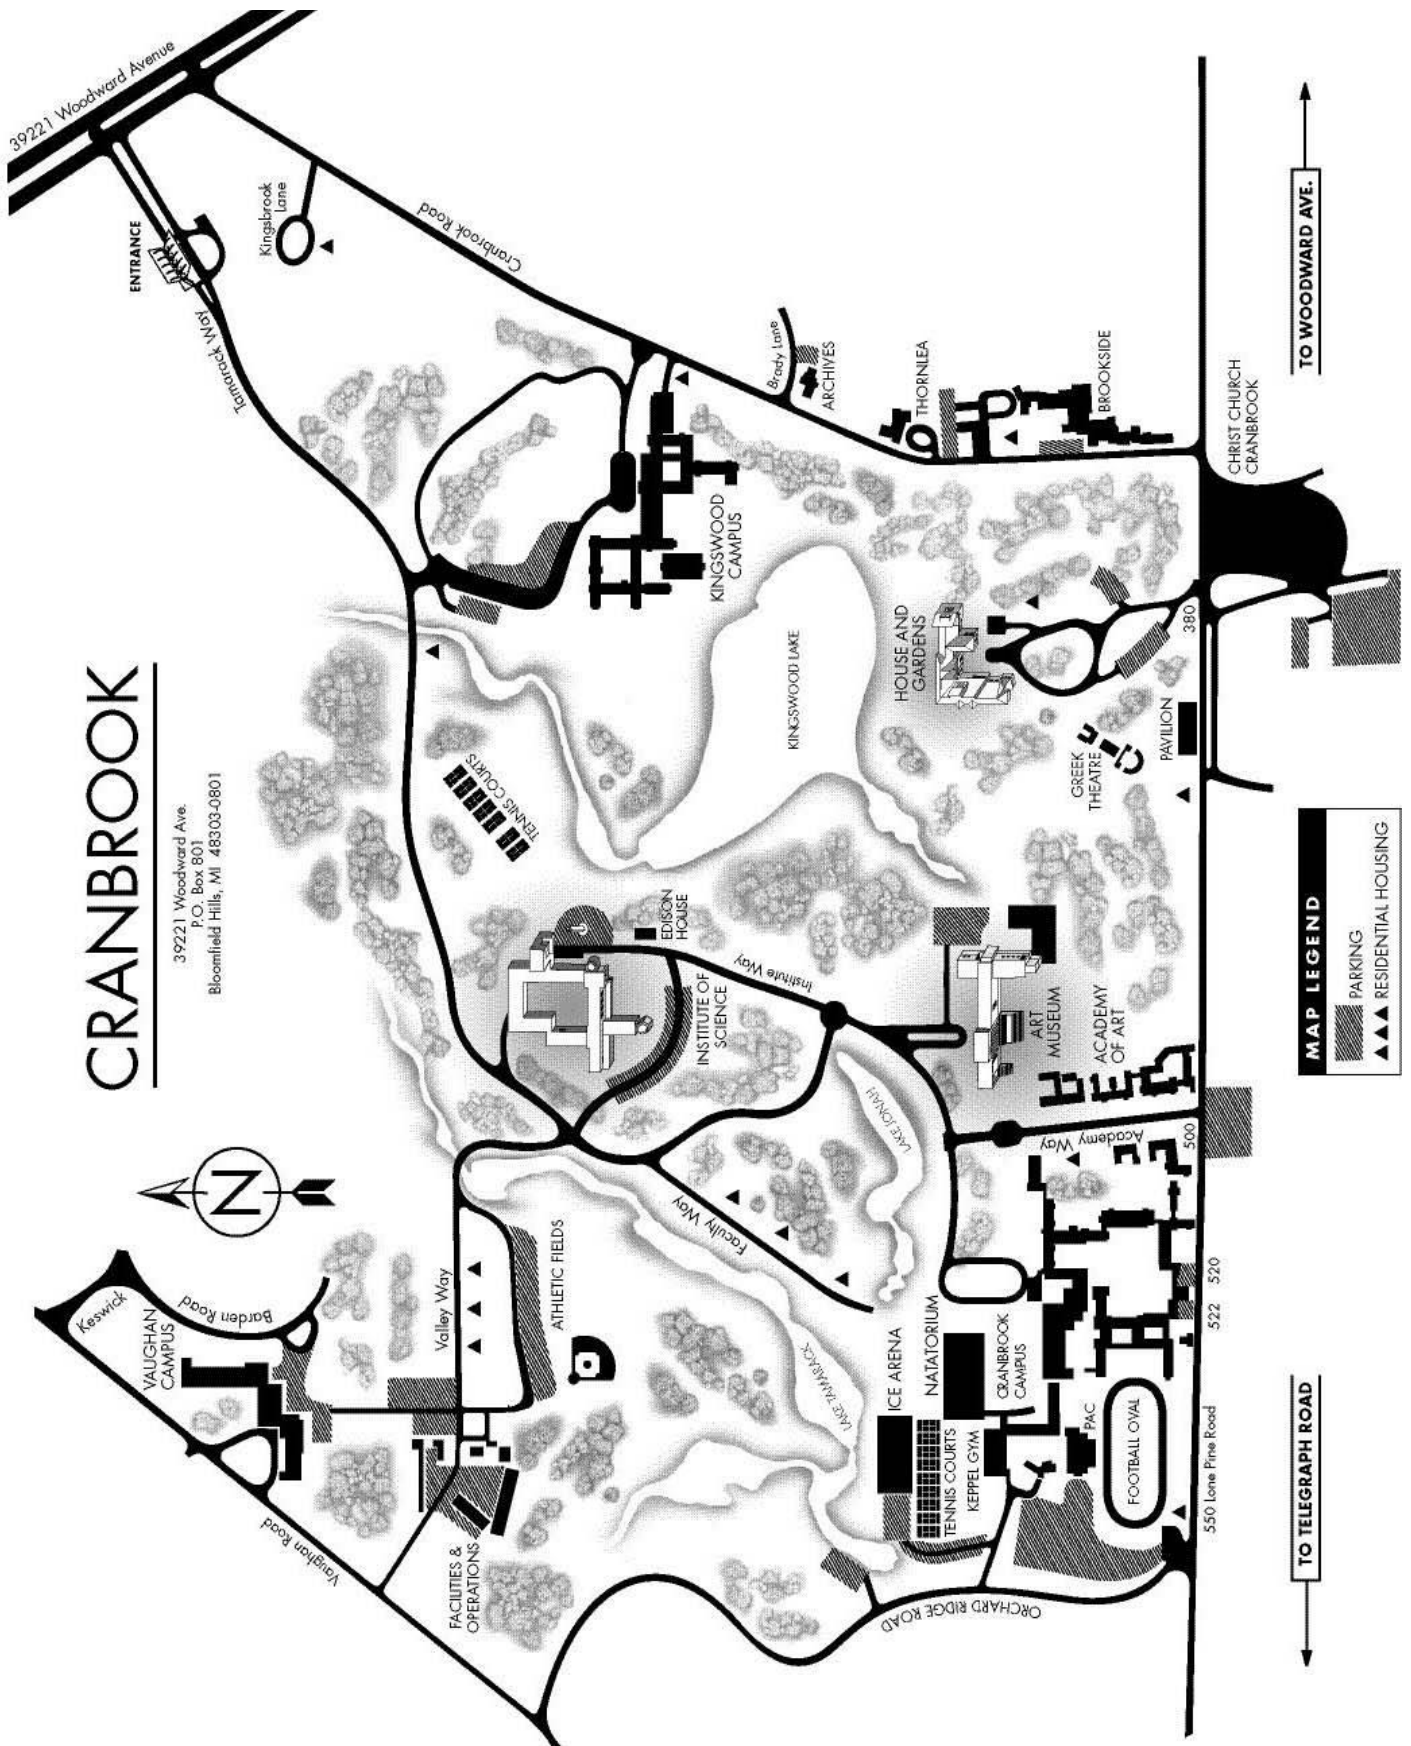 CRANBROOK
39221 Woodward Ave.
P.O. Box 801
Bloomfield Hills, MI 48303-0801
N
39221 Woodward Avenue
ENTRANCE
Kingsbrook
Lane
Tamarack Way
Cranbrook Road
Keswick
Barden Road
VAUGHAN
CAMPUS
Vaughan Road
Valley Way
ATHLETIC FIELDS
FACILITIES &
OPERATIONS
TENNIS COURTS
EDISON
HOUSE
INSTITUTE OF
SCIENCE
Institute Way
Faculty Way
KINGSWOOD
CAMPUS
KINGSWOOD LAKE
Brady Lane
ARCHIVES
THORNLEA
BROOKSIDE
HOUSE AND
GARDENS
GREEK
THEATRE
PAVILION
380
CHRIST CHURCH
CRANBROOK
LAKE JONAH
LAKE TAMARACK
ART
MUSEUM
ACADEMY
OF ART
Academy Way
500
ICE ARENA
NATATORIUM
TENNIS COURTS
KEPPEL GYM
CRANBROOK
CAMPUS
PAC
FOOTBALL OVAL
ORCHARD RIDGE ROAD
520
522
550 Lone Pine Road
TO TELEGRAPH ROAD
MAP LEGEND
PARKING
RESIDENTIAL HOUSING
TO WOODWARD AVE.